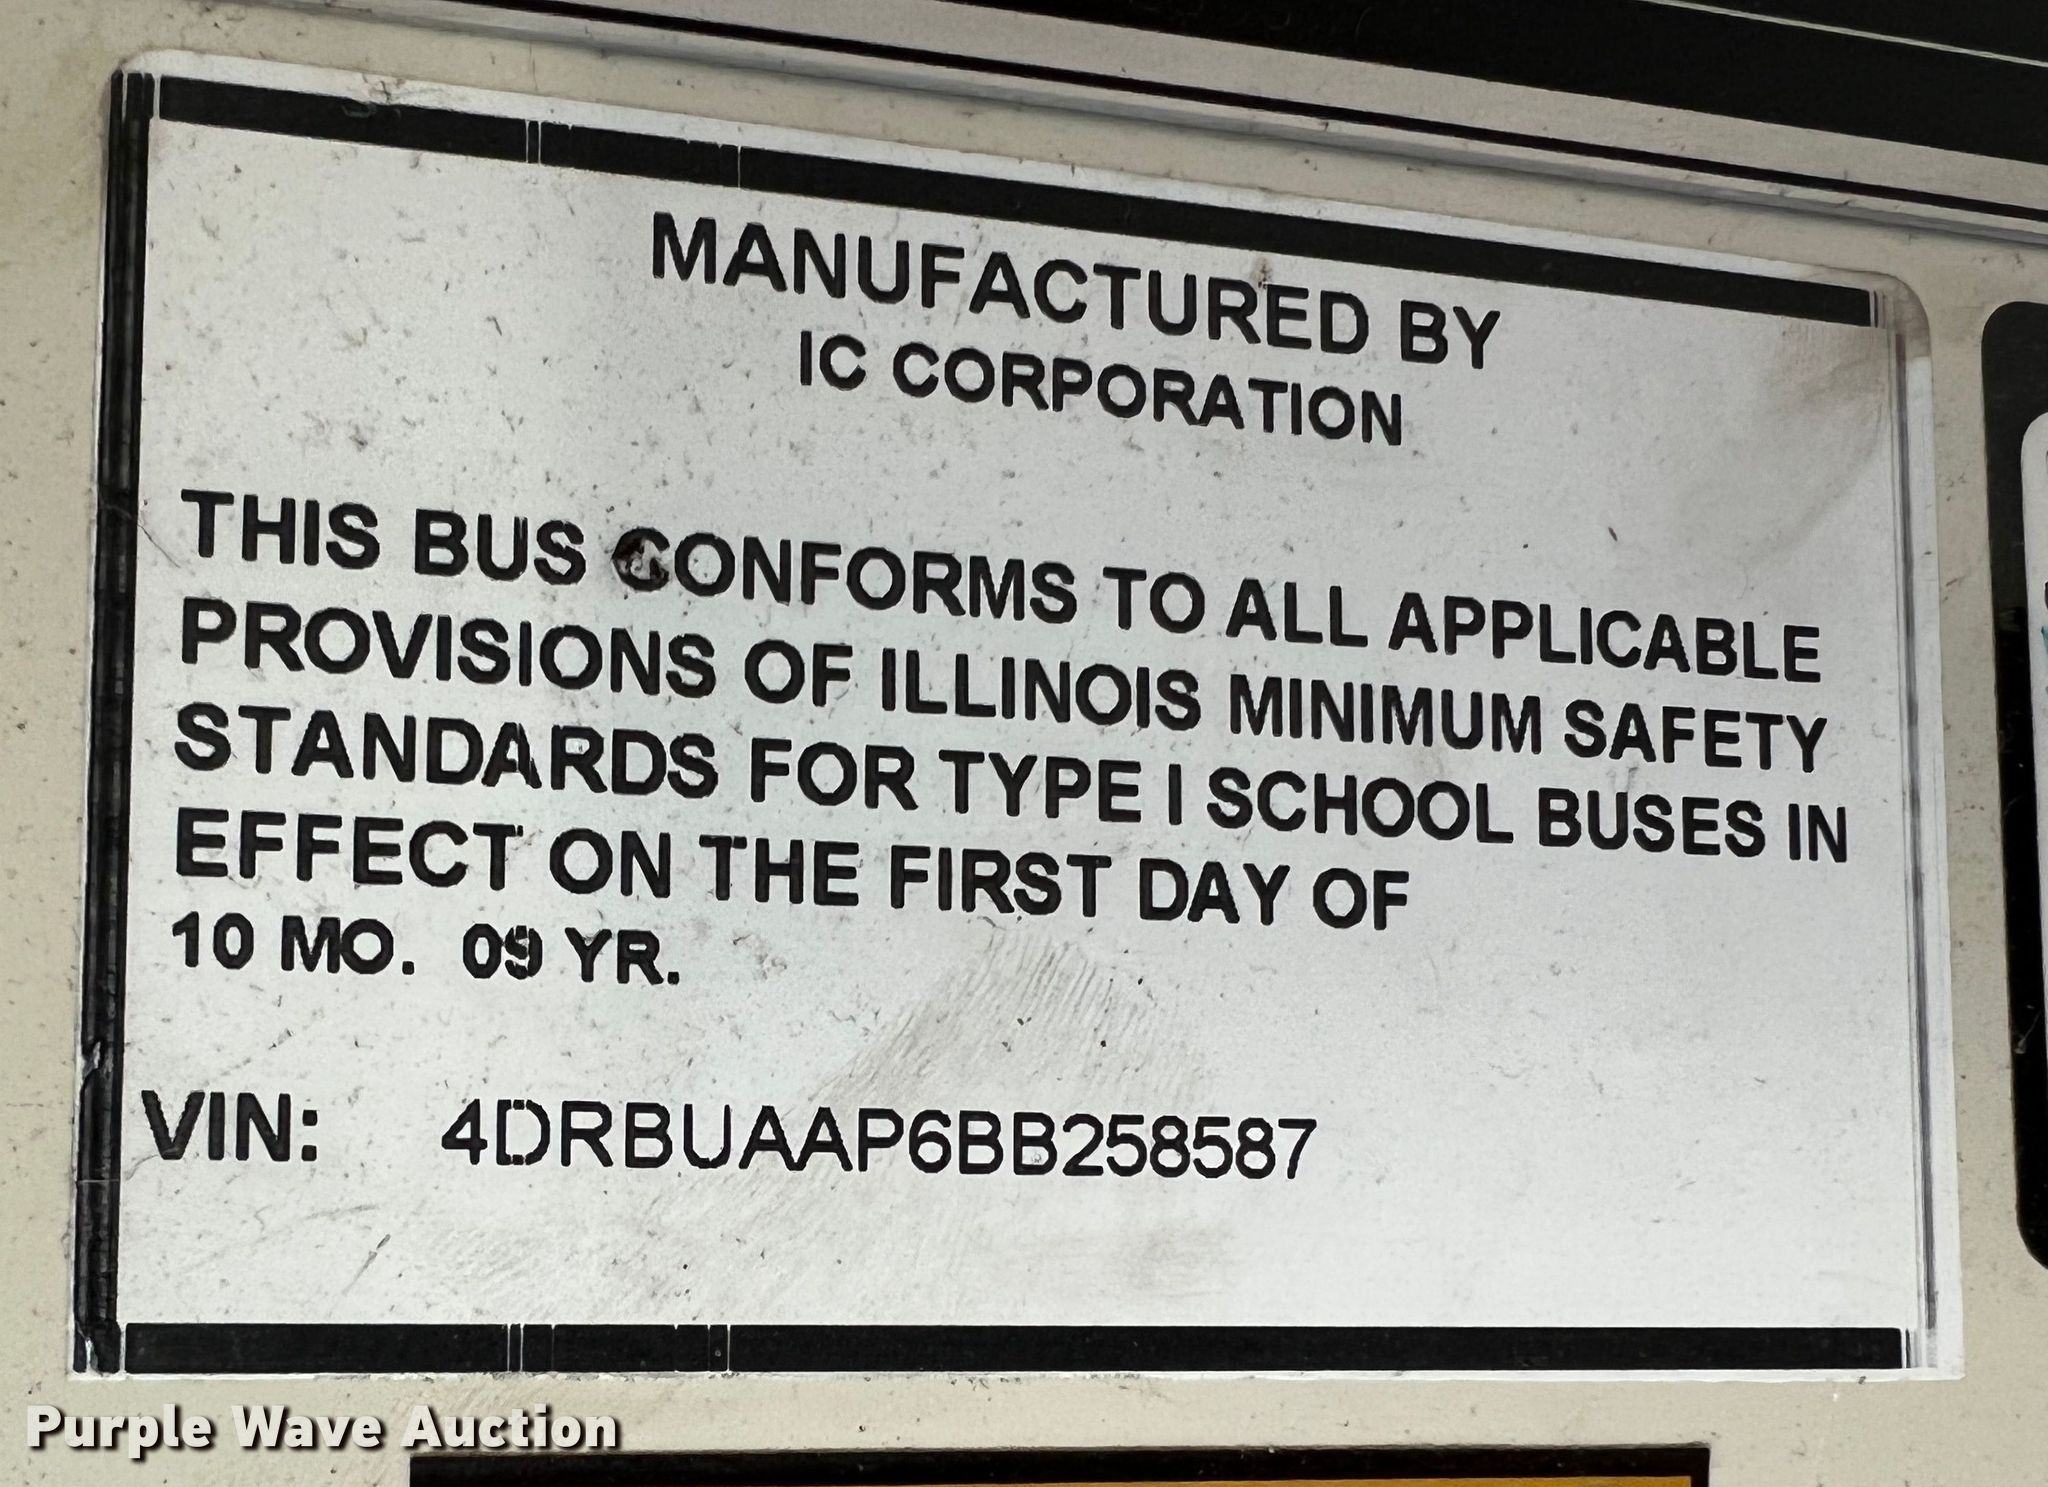 MANUFACTURED BY
IC CORPORATION
THIS BUS CONFORMS TO ALL APPLICABLE
PROVISIONS OF ILLINOIS MINIMUM SAFETY
STANDARDS FOR TYPE I SCHOOL BUSES IN
EFFECT ON THE FIRST DAY OF
10 MO. 09 YR.
VIN: 4DRBUAAP6BB258587
Purple Wave Auction